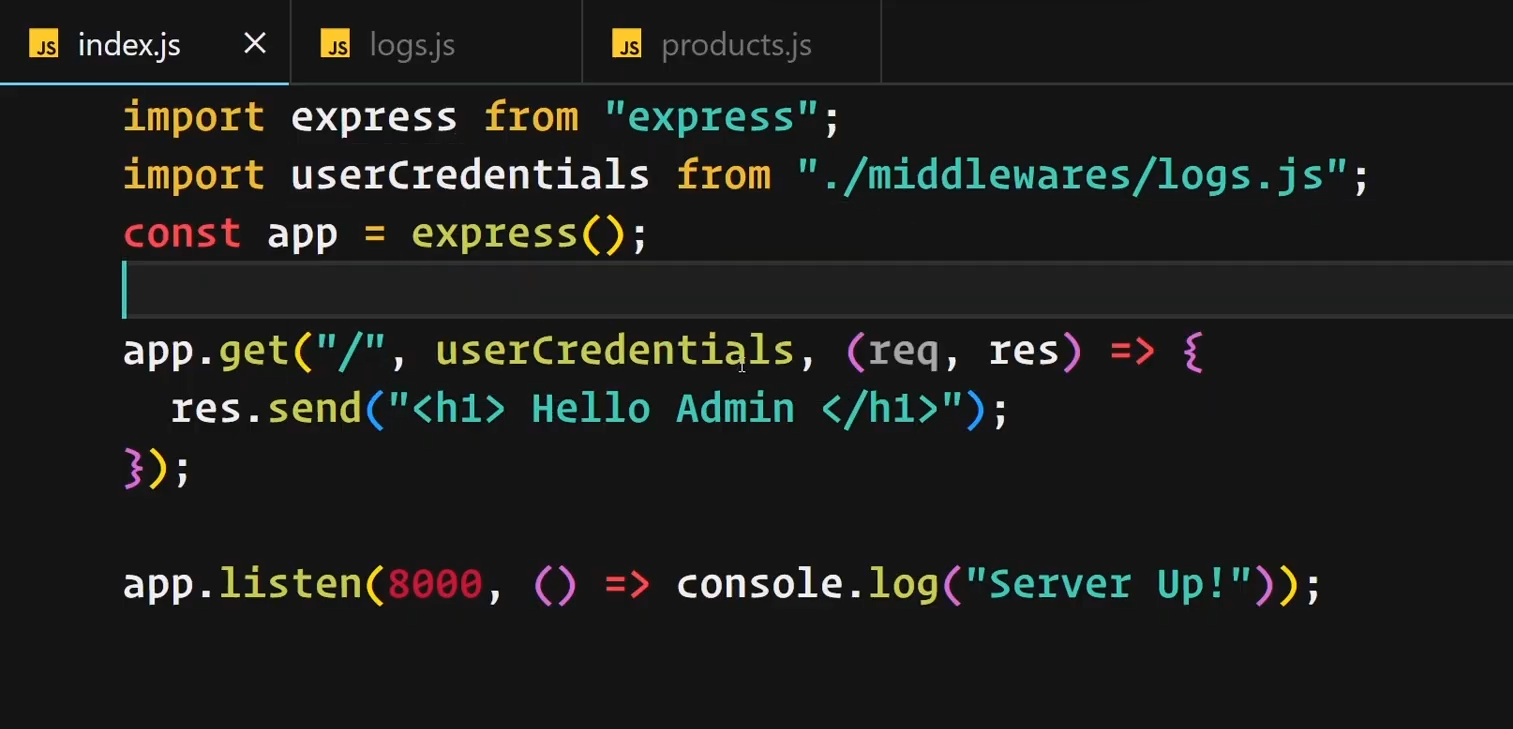 JS index.js
JS logs.js
JS products.js
import express from "express";
import userCredentials from "./middlewares/logs.js";
const app = express();
app.get("/", userCredentials, (req, res) => {
  res.send("<h1> Hello Admin </h1>");
});
app.listen(8000, () => console.log("Server Up!"));